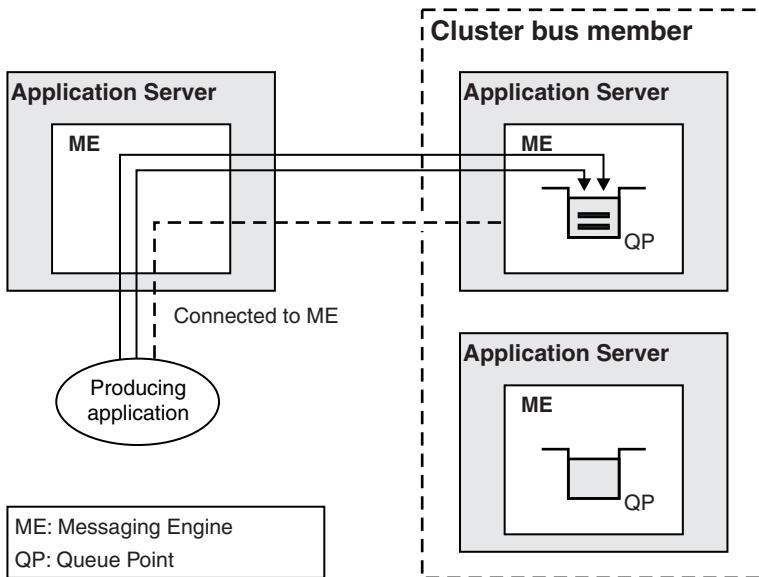 Cluster bus member
Application Server
ME
Connected to ME
Producing
application
Application Server
ME
QP
Application Server
ME
QP
ME: Messaging Engine
QP: Queue Point